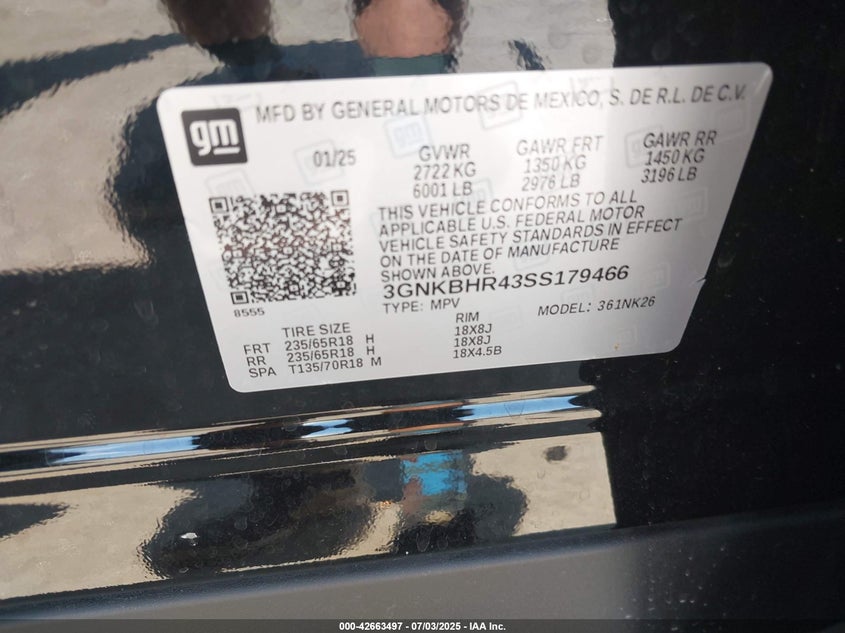 gm
MFD BY GENERAL MOTORS DE MEXICO, S. DE R.L. DE C.V.
01/25 GVWR GAWR FRT GAWR RR
2722 KG 1350 KG 1450 KG
6001 LB 2976 LB 3196 LB
THIS VEHICLE CONFORMS TO ALL
APPLICABLE U.S. FEDERAL MOTOR
VEHICLE SAFETY STANDARDS IN EFFECT
ON THE DATE OF MANUFACTURE
SHOWN ABOVE.
3GNKBHR43SS179466
8555
TYPE: MPV MODEL: 361NK26
TIRE SIZE RIM
FRT 235/65R18 H 18X8J
RR 235/65R18 H 18X8J
SPA T135/70R18 M 18X4.5B
000-42663497 - 07/03/2025 - IAA Inc.